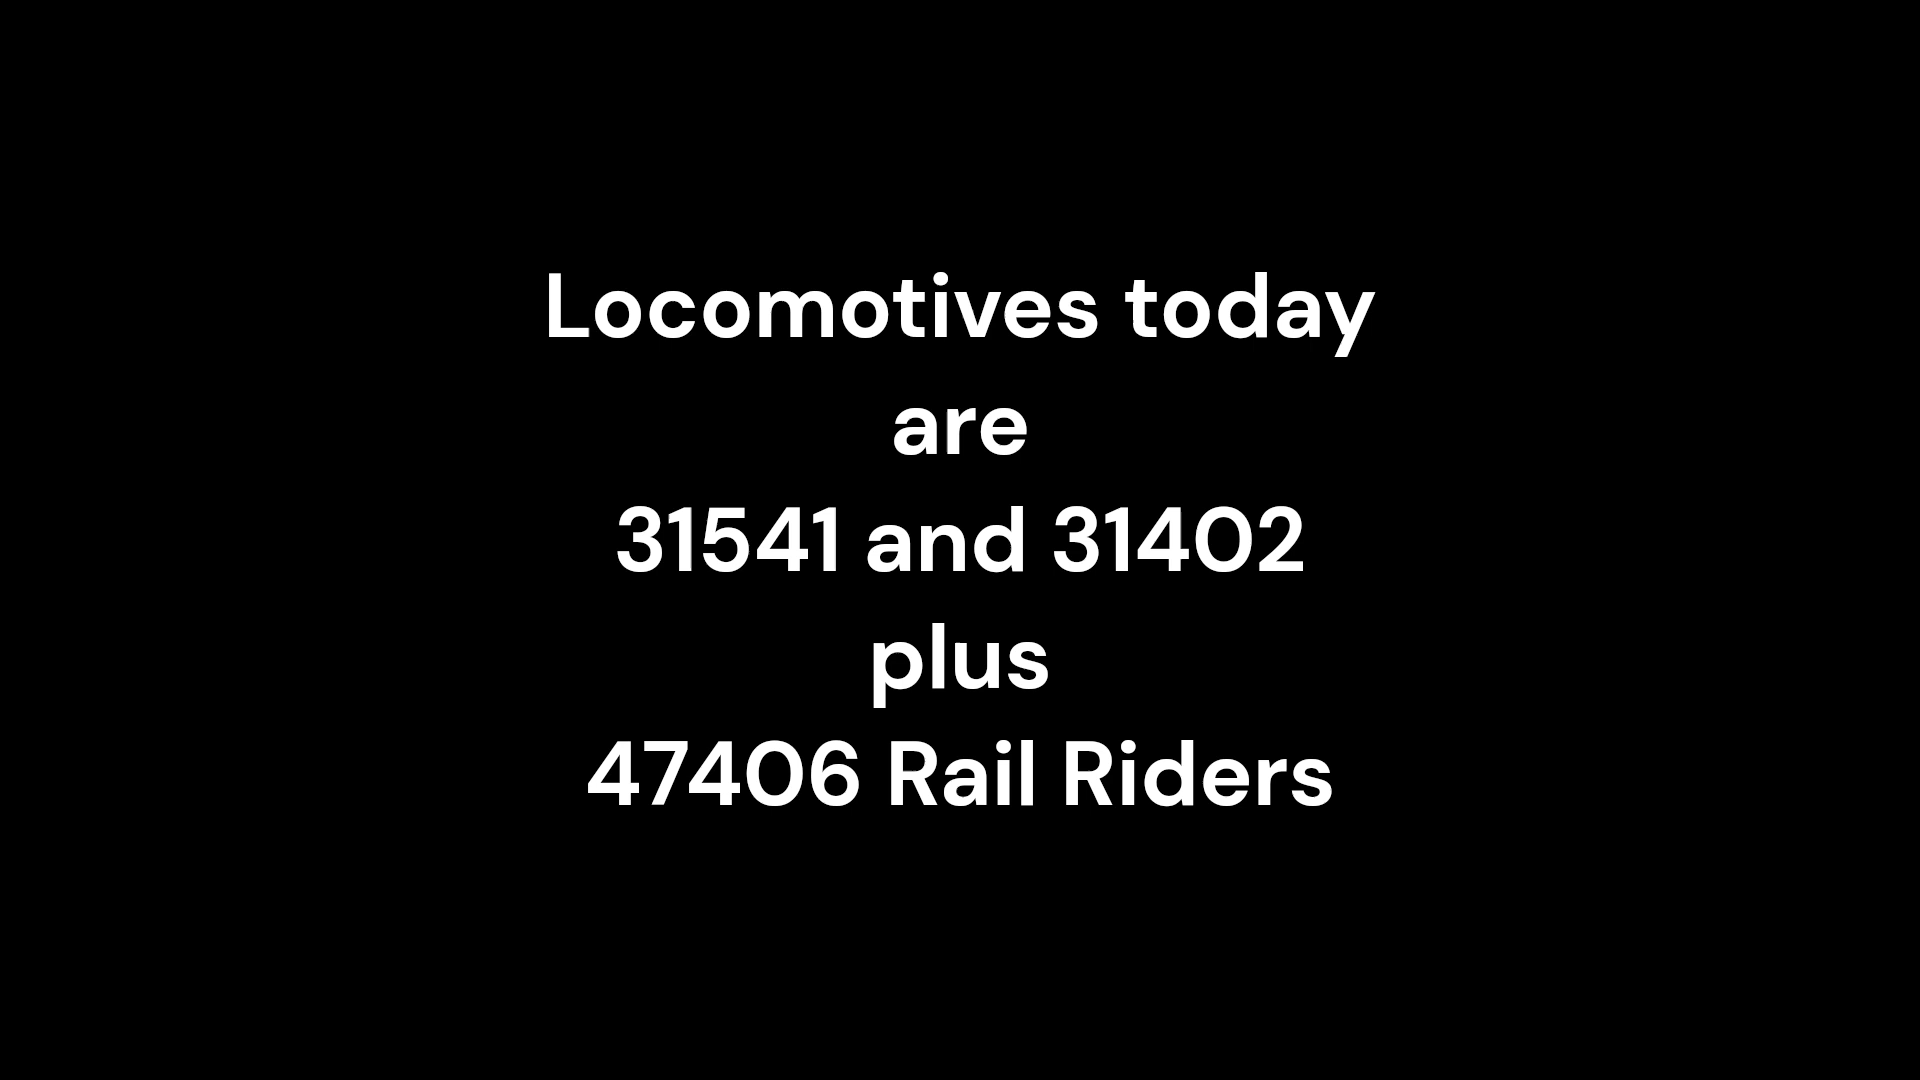 Locomotives today
are
31541 and 31402
plus
47406 Rail Riders